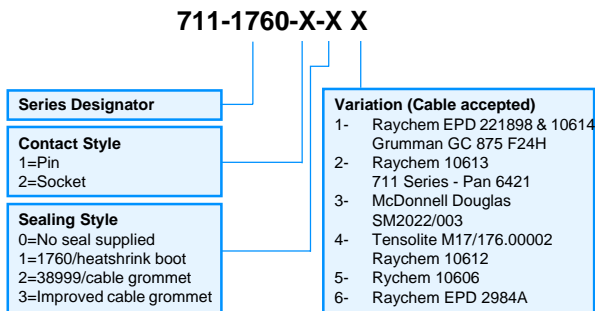 711-1760-X-X X
Series Designator
Contact Style
1=Pin
2=Socket
Sealing Style
0=No seal supplied
1=1760/heatshrink boot
2=38999/cable grommet
3=Improved cable grommet
Variation (Cable accepted)
1- Raychem EPD 221898 & 10614
Grumman GC 875 F24H
2- Raychem 10613
711 Series - Pan 6421
3- McDonnell Douglas
SM2022/003
4- Tensolite M17/176.00002
Raychem 10612
5- Rychem 10606
6- Raychem EPD 2984A